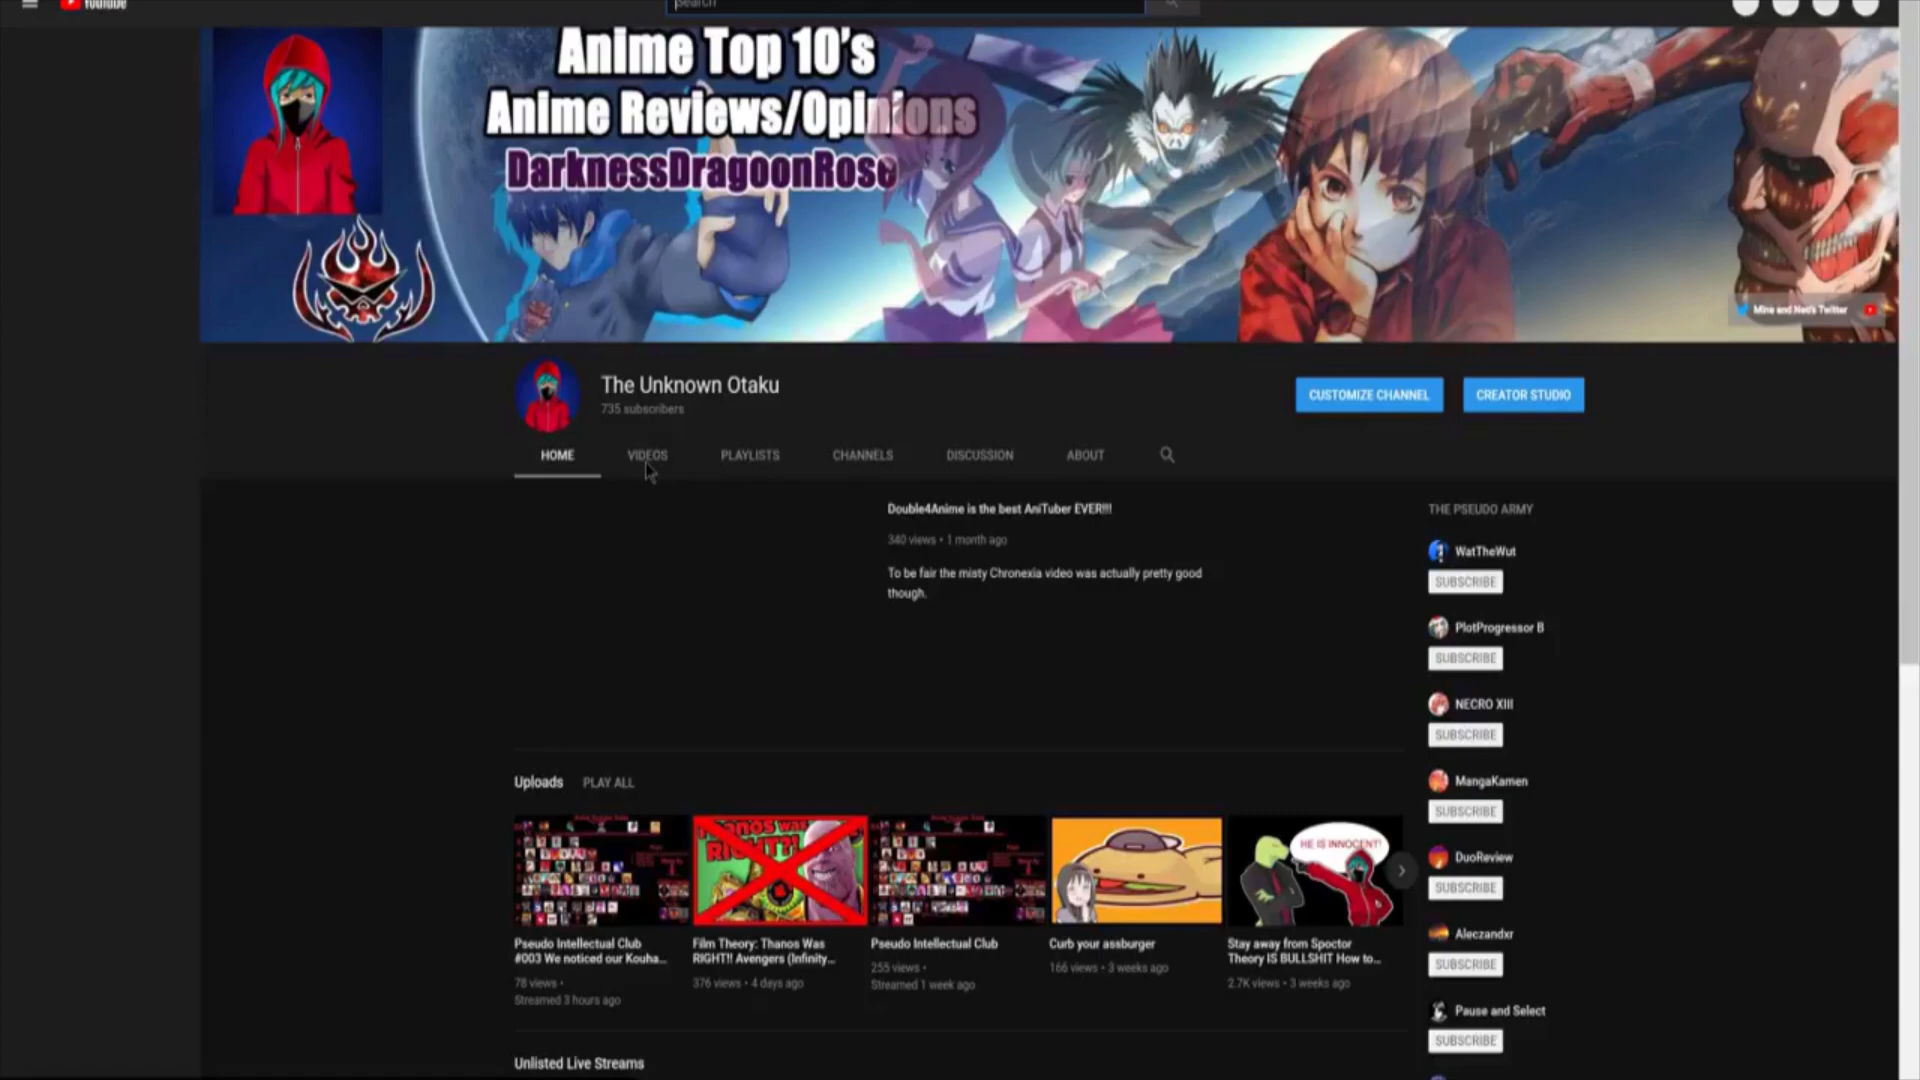 YouTube
Search
Anime Top 10's
Anime Reviews/Opinions
DarknessDragoonRose
Mine and Neo's Twitter
The Unknown Otaku
735 subscribers
CUSTOMIZE CHANNEL
CREATOR STUDIO
HOME
VIDEOS
PLAYLISTS
CHANNELS
DISCUSSION
ABOUT
Double4Anime is the best AniTuber EVER!!!
340 views • 1 month ago
To be fair the misty Chronexia video was actually pretty good
though.
THE PSEUDO ARMY
WatTheWut
SUBSCRIBE
PlotProgressor B
SUBSCRIBE
NECRO XIII
SUBSCRIBE
MangaKamen
SUBSCRIBE
DuoReview
SUBSCRIBE
Aleczandxr
SUBSCRIBE
Pause and Select
SUBSCRIBE
Uploads PLAY ALL
THANOS WAS
RIGHT?!
HE IS INNOCENT!
Pseudo Intellectual Club
#003 We noticed our Kouha...
78 views •
Streamed 3 hours ago
Film Theory: Thanos Was
RIGHT!! Avengers (Infinity...
376 views • 4 days ago
Pseudo Intellectual Club
255 views •
Streamed 1 week ago
Curb your assburger
166 views • 3 weeks ago
Stay away from Spoctor
Theory IS BULLSHIT How to...
2.7K views • 3 weeks ago
Unlisted Live Streams